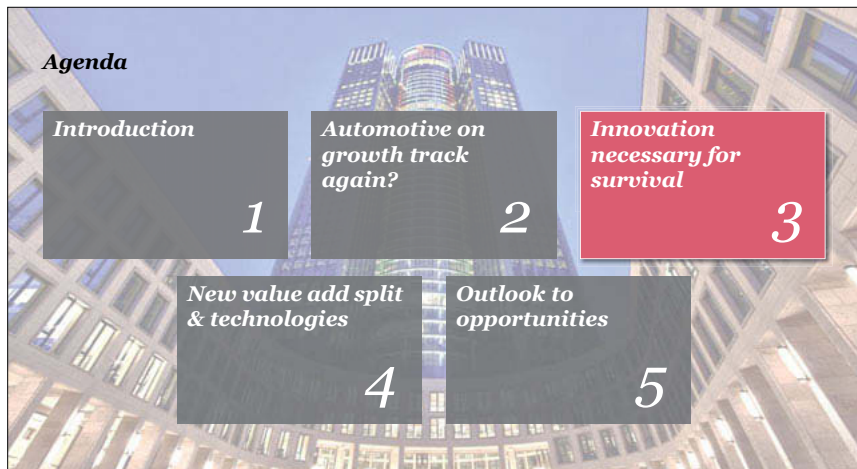 Agenda
Introduction
1
Automotive on
growth track
again?
2
Innovation
necessary for
survival
3
New value add split
& technologies
4
Outlook to
opportunities
5